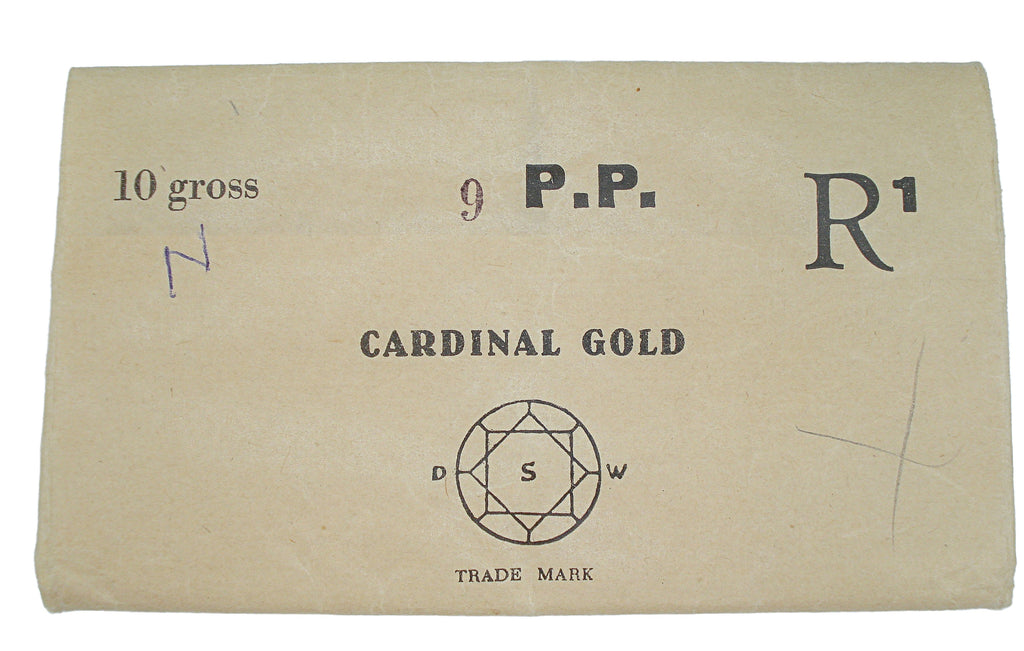 10 gross 9 P.P. R¹
N
CARDINAL GOLD
D S W
TRADE MARK